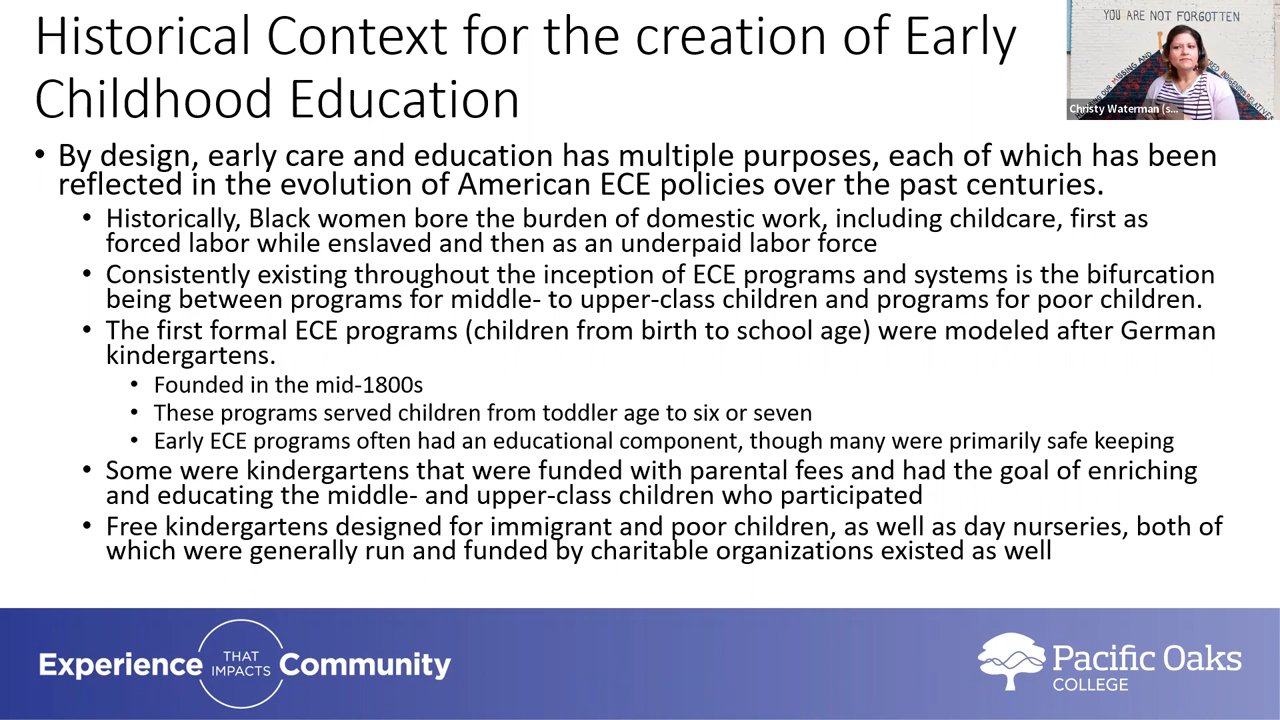 Historical Context for the creation of Early
Childhood Education
YOU ARE NOT FORGOTTEN
Christy Waterman (s...
• By design, early care and education has multiple purposes, each of which has been
reflected in the evolution of American ECE policies over the past centuries.
• Historically, Black women bore the burden of domestic work, including childcare, first as
forced labor while enslaved and then as an underpaid labor force
• Consistently existing throughout the inception of ECE programs and systems is the bifurcation
being between programs for middle- to upper-class children and programs for poor children.
• The first formal ECE programs (children from birth to school age) were modeled after German
kindergartens.
• Founded in the mid-1800s
• These programs served children from toddler age to six or seven
• Early ECE programs often had an educational component, though many were primarily safe keeping
• Some were kindergartens that were funded with parental fees and had the goal of enriching
and educating the middle- and upper-class children who participated
• Free kindergartens designed for immigrant and poor children, as well as day nurseries, both of
which were generally run and funded by charitable organizations existed as well
Experience THAT IMPACTS Community
Pacific Oaks
COLLEGE